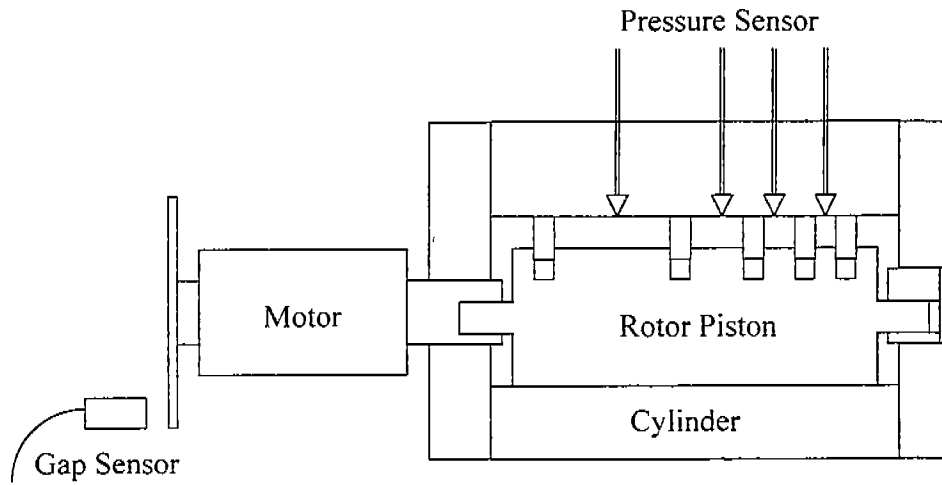 Pressure Sensor
Motor
Rotor Piston
Cylinder
Gap Sensor